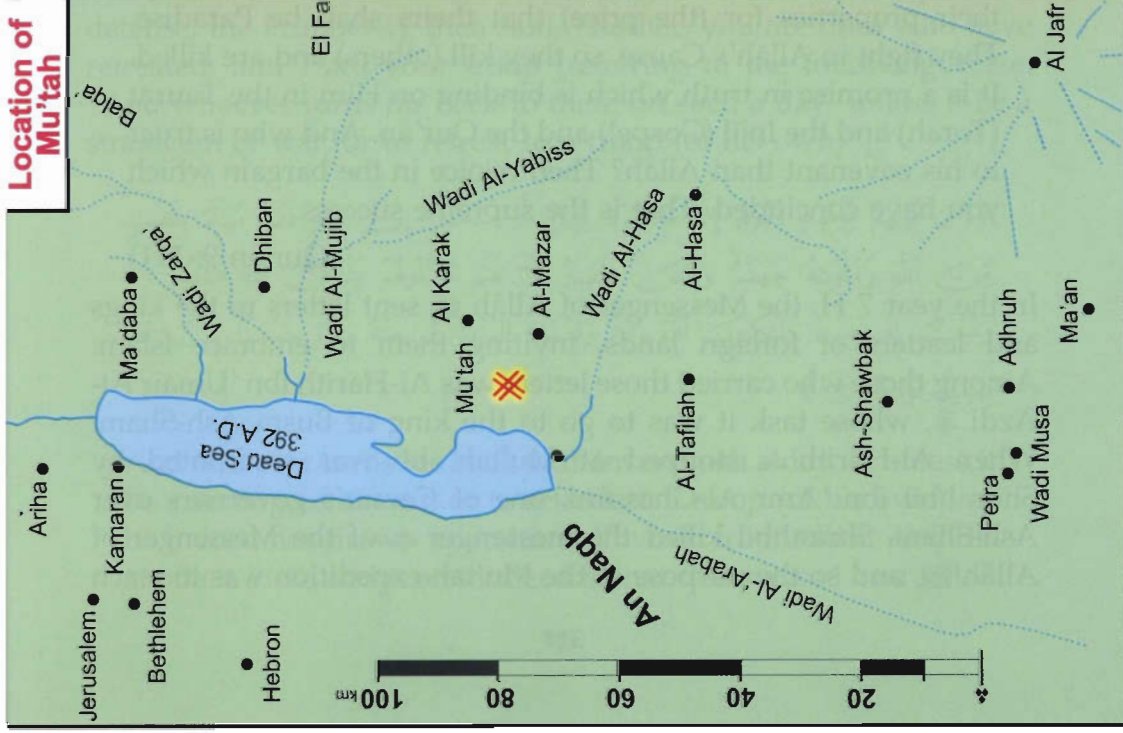 Location of
Mu'tah
Balqa'
El Fa
Al Jafr
Ariha
Ma'daba
Wadi Zarqa'
Dhiban
Wadi Al-Mujib
Wadi Al-Yabiss
Jerusalem
Kamaran
Bethlehem
Hebron
Dead Sea
392 A.D.
Al Karak
Mu'tah
Al-Mazar
Wadi Al-Hasa
Al-Hasa
An Naqb
Wadi Al-'Arabah
Al-Tafilah
Ash-Shawbak
Petra
Wadi Musa
Adhruh
Ma'an
km 100
80
60
40
20